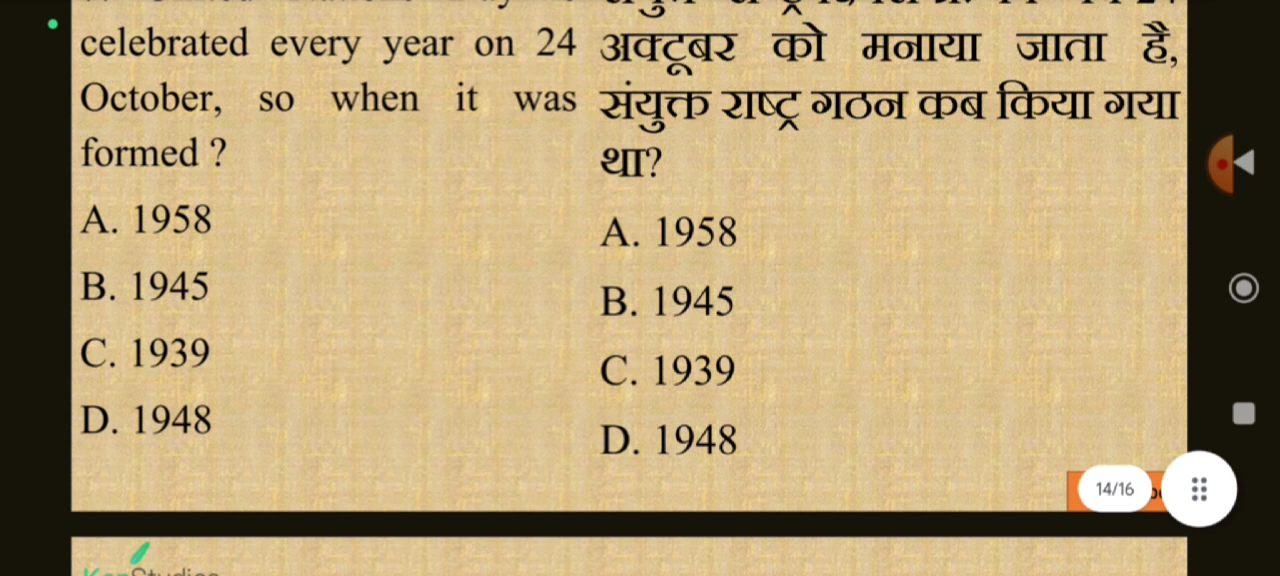 celebrated every year on 24
October, so when it was
formed ?
A. 1958
B. 1945
C. 1939
D. 1948
अक्टूबर को मनाया जाता है,
संयुक्त राष्ट्र गठन कब किया गया
था?
A. 1958
B. 1945
C. 1939
D. 1948
14/16